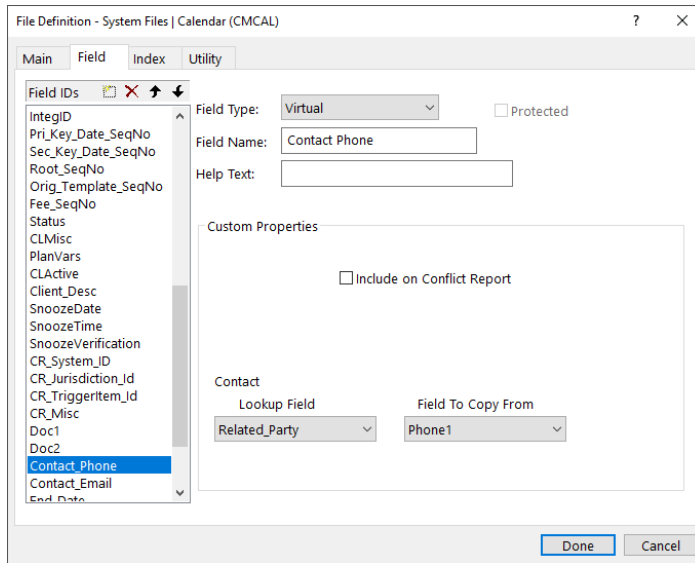 File Definition - System Files | Calendar (CMCAL)
Main Field Index Utility
Field IDs
IntegID
Pri_Key_Date_SeqNo
Sec_Key_Date_SeqNo
Root_SeqNo
Orig_Template_SeqNo
Fee_SeqNo
Status
CLMisc
PlanVars
CLActive
Client_Desc
SnoozeDate
SnoozeTime
SnoozeVerification
CR_System_ID
CR_Jurisdiction_Id
CR_TriggerItem_Id
CR_Misc
Doc1
Doc2
Contact_Phone
Contact_Email
End_Date
Field Type: Virtual Protected
Field Name: Contact Phone
Help Text:
Custom Properties
Include on Conflict Report
Contact
Lookup Field Field To Copy From
Related_Party Phone1
Done Cancel